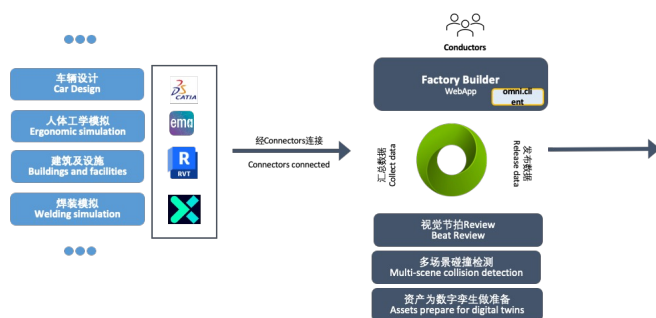 车辆设计
Car Design
人体工学模拟
Ergonomic simulation
建筑及设施
Buildings and facilities
焊装模拟
Welding simulation
CATIA
ema
R
RVT
经Connectors连接
Connectors connected
Conductors
Factory Builder
WebApp
omni.cli
ent
汇总数据
Collect data
发布数据
Release data
视觉节拍Review
Beat Review
多场景碰撞检测
Multi-scene collision detection
资产为数字孪生做准备
Assets prepare for digital twins